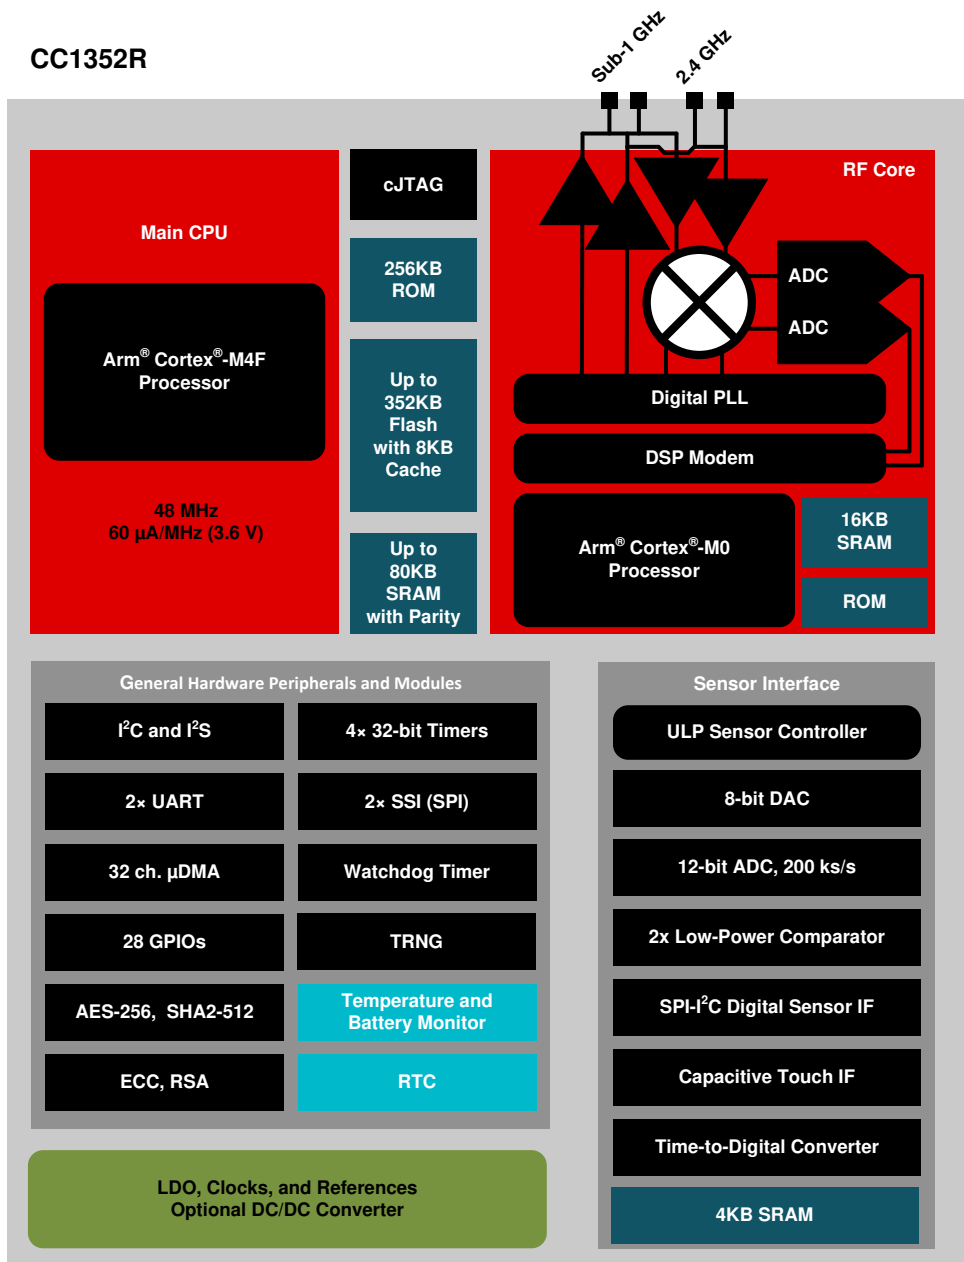 CC1352R
Sub-1 GHz
2.4 GHz
Main CPU
Arm® Cortex®-M4F
Processor
48 MHz
60 µA/MHz (3.6 V)
cJTAG
256KB
ROM
Up to
352KB
Flash
with 8KB
Cache
Up to
80KB
SRAM
with Parity
RF Core
ADC
ADC
Digital PLL
DSP Modem
Arm® Cortex®-M0
Processor
16KB
SRAM
ROM
General Hardware Peripherals and Modules
I²C and I²S
4× 32-bit Timers
2× UART
2× SSI (SPI)
32 ch. µDMA
Watchdog Timer
28 GPIOs
TRNG
AES-256, SHA2-512
Temperature and
Battery Monitor
ECC, RSA
RTC
LDO, Clocks, and References
Optional DC/DC Converter
Sensor Interface
ULP Sensor Controller
8-bit DAC
12-bit ADC, 200 ks/s
2x Low-Power Comparator
SPI-I²C Digital Sensor IF
Capacitive Touch IF
Time-to-Digital Converter
4KB SRAM